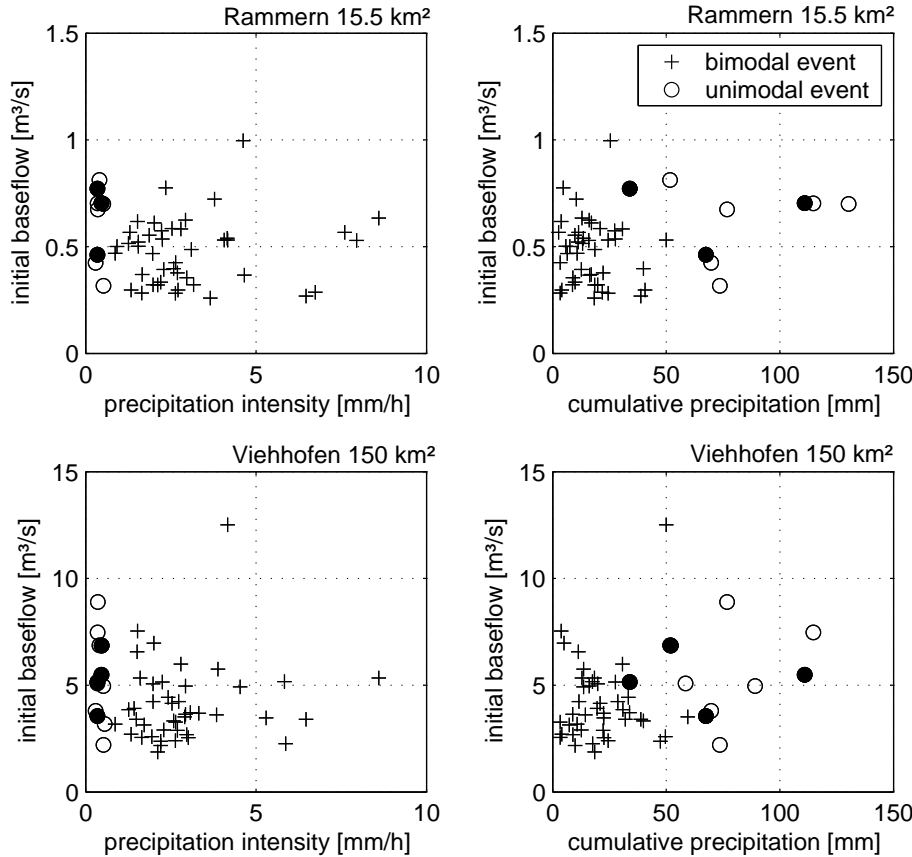 Rammern 15.5 km²
1.5
1
0.5
0
initial baseflow [m³/s]
0
5
10
precipitation intensity [mm/h]
Rammern 15.5 km²
bimodal event
unimodal event
1.5
1
0.5
0
initial baseflow [m³/s]
0
50
100
150
cumulative precipitation [mm]
Viehhofen 150 km²
15
10
5
0
initial baseflow [m³/s]
0
5
10
precipitation intensity [mm/h]
Viehhofen 150 km²
15
10
5
0
initial baseflow [m³/s]
0
50
100
150
cumulative precipitation [mm]